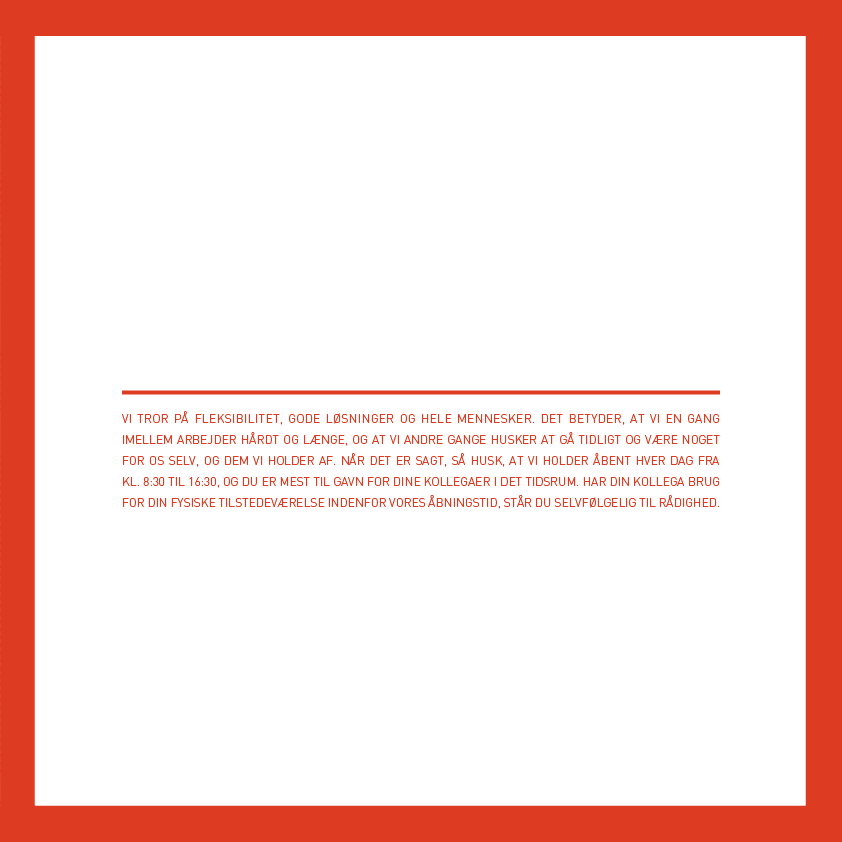 VI TROR PÅ FLEKSIBILITET, GODE LØSNINGER OG HELE MENNESKER. DET BETYDER, AT VI EN GANG
IMELLEM ARBEJDER HÅRDT OG LÆNGE, OG AT VI ANDRE GANGE HUSKER AT GÅ TIDLIGT OG VÆRE NOGET
FOR OS SELV, OG DEM VI HOLDER AF. NÅR DET ER SAGT, SÅ HUSK, AT VI HOLDER ÅBENT HVER DAG FRA
KL. 8:30 TIL 16:30, OG DU ER MEST TIL GAVN FOR DINE KOLLEGAER I DET TIDSRUM. HAR DIN KOLLEGA BRUG
FOR DIN FYSISKE TILSTEDEVÆRELSE INDENFOR VORES ÅBNINGSTID, STÅR DU SELVFØLGELIG TIL RÅDIGHED.